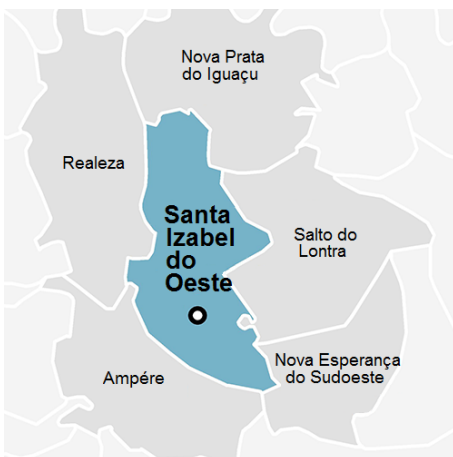 Nova Prata
do Iguaçu
Realeza
Santa
Izabel
do
Oeste
Salto do
Lontra
Nova Esperança
do Sudoeste
Ampére